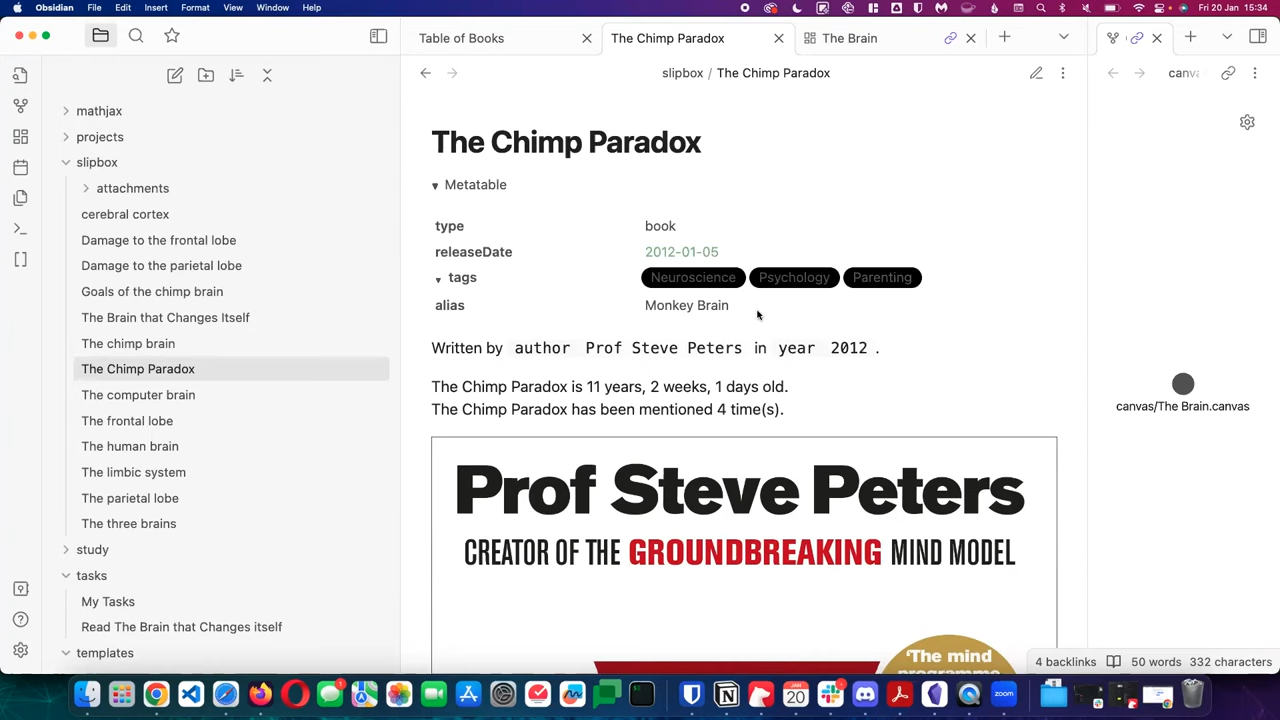 Obsidian File Edit Insert Format View Window Help Fri 20 Jan 15:34
Table of Books
The Chimp Paradox
The Brain
slipbox / The Chimp Paradox
canva
mathjax
projects
slipbox
attachments
cerebral cortex
Damage to the frontal lobe
Damage to the parietal lobe
Goals of the chimp brain
The Brain that Changes Itself
The chimp brain
The Chimp Paradox
The computer brain
The frontal lobe
The human brain
The limbic system
The parietal lobe
The three brains
study
tasks
My Tasks
Read The Brain that Changes itself
templates
The Chimp Paradox
Metatable
type book
releaseDate 2012-01-05
tags Neuroscience Psychology Parenting
alias Monkey Brain
Written by author Prof Steve Peters in year 2012 .
The Chimp Paradox is 11 years, 2 weeks, 1 days old.
The Chimp Paradox has been mentioned 4 time(s).
Prof Steve Peters
CREATOR OF THE GROUNDBREAKING MIND MODEL
'The mind
canvas/The Brain.canvas
4 backlinks 50 words 332 characters
JAN
20
zoom